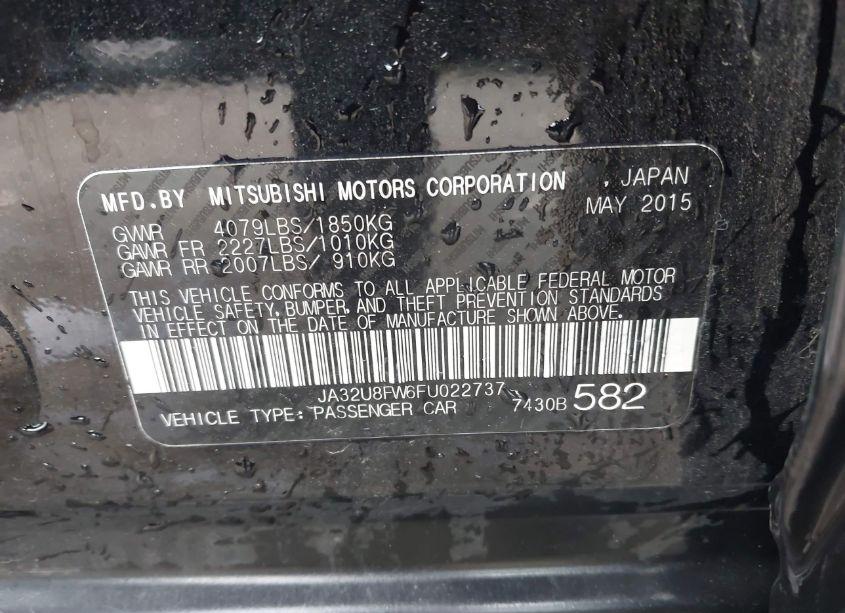 MFD.BY MITSUBISHI MOTORS CORPORATION , JAPAN
MAY 2015
GVWR 4079LBS/1850KG
GAWR FR 2227LBS/1010KG
GAWR RR 2007LBS/ 910KG
THIS VEHICLE CONFORMS TO ALL APPLICABLE FEDERAL MOTOR
VEHICLE SAFETY, BUMPER, AND THEFT PREVENTION STANDARDS
IN EFFECT ON THE DATE OF MANUFACTURE SHOWN ABOVE.
JA32U8FW6FU022737
VEHICLE TYPE: PASSENGER CAR 7430B 582